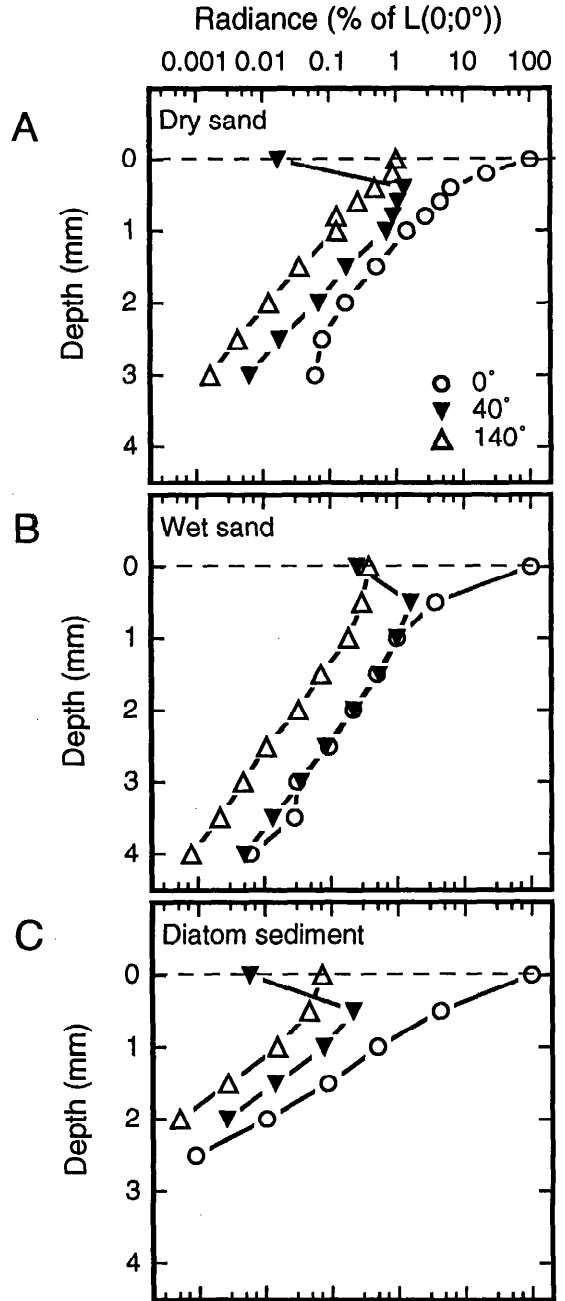 Radiance (% of L(0;0°))
0.001 0.01 0.1 1 10 100
A
Dry sand
0
1
2
3
4
Depth (mm)
0°
40°
140°
B
Wet sand
0
1
2
3
4
Depth (mm)
C
Diatom sediment
0
1
2
3
4
Depth (mm)